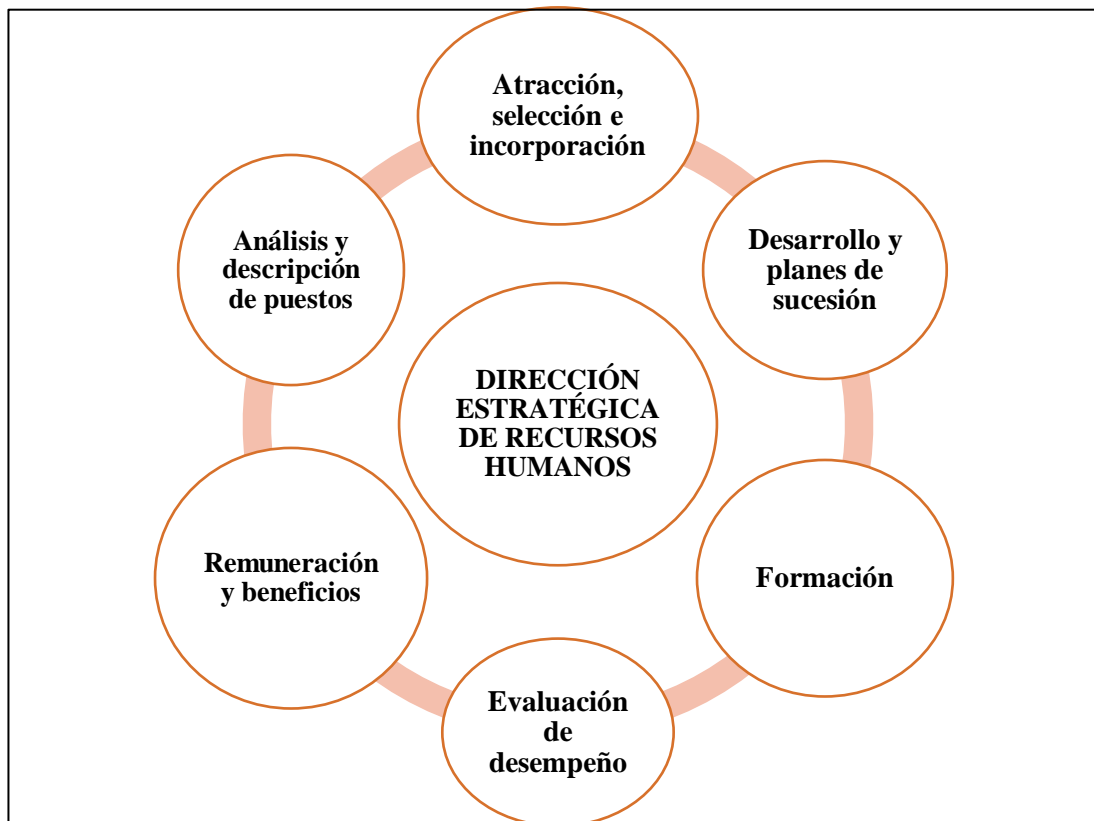 Atracción,
selección e
incorporación
Desarrollo y
planes de
sucesión
Formación
Evaluación
de
desempeño
Remuneración
y beneficios
Análisis y
descripción
de puestos
DIRECCIÓN
ESTRATÉGICA
DE RECURSOS
HUMANOS